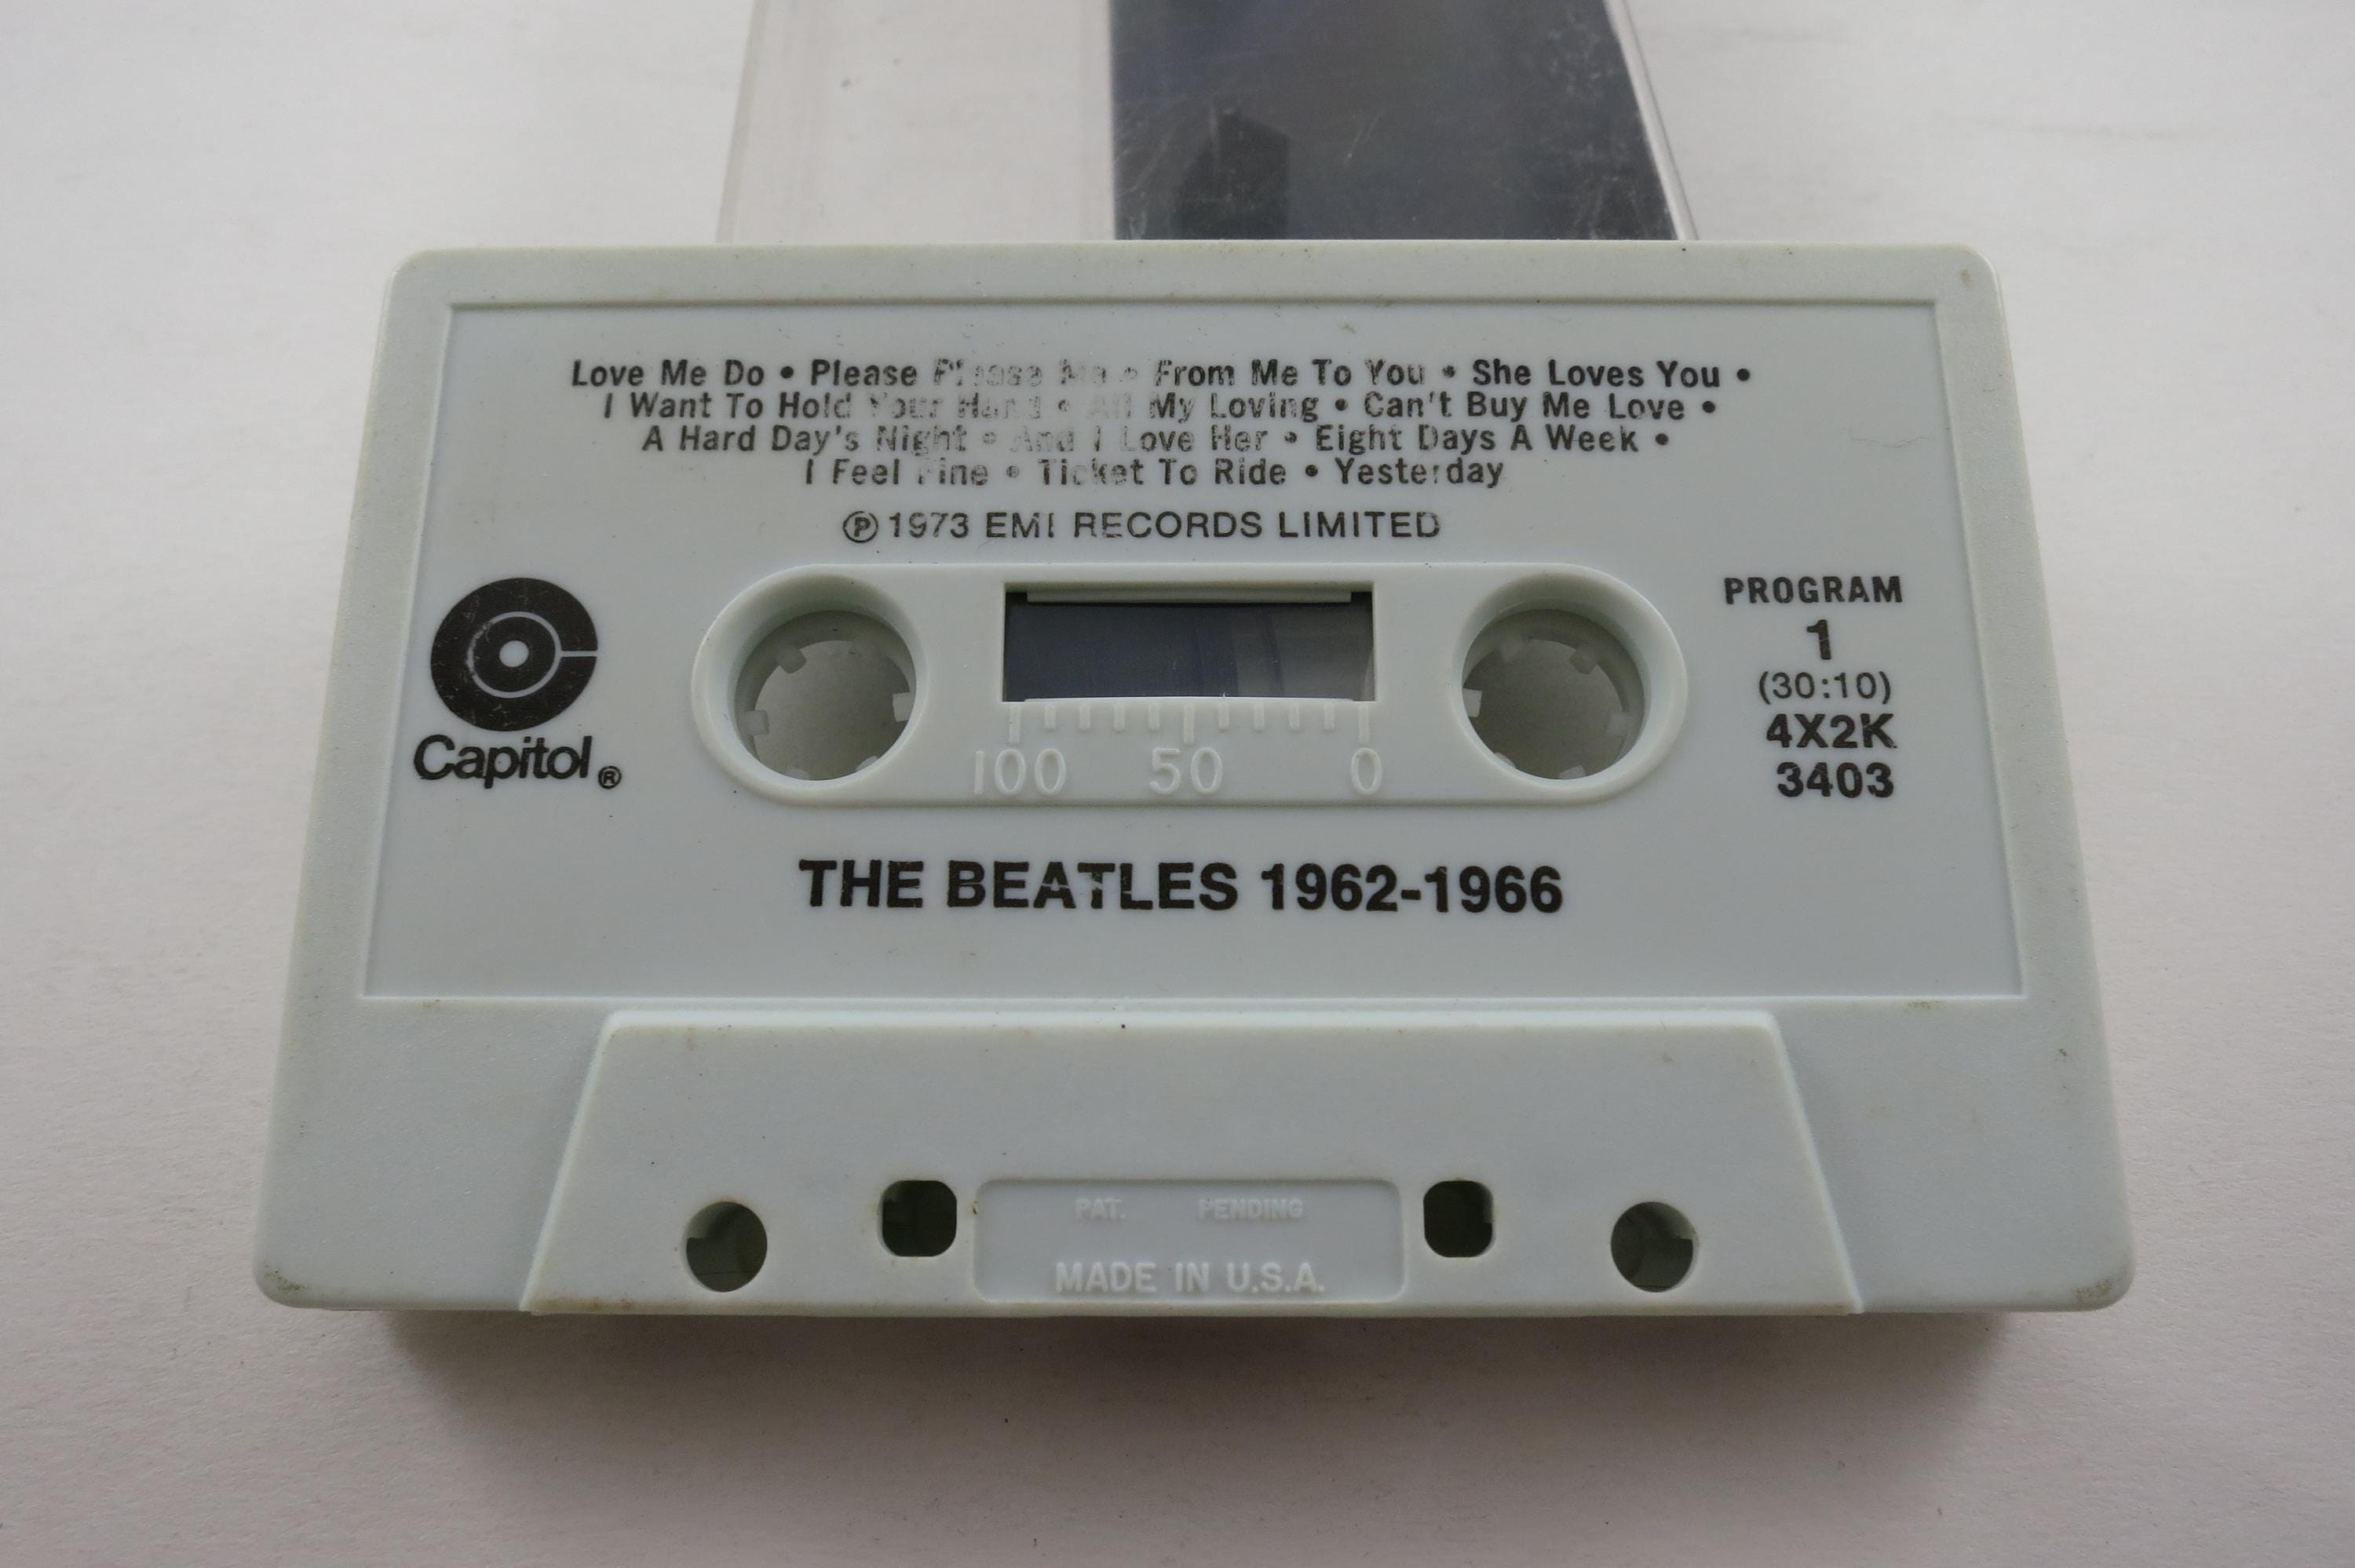 Love Me Do • Please Please Me • From Me To You • She Loves You •
I Want To Hold Your Hand • All My Loving • Can't Buy Me Love •
A Hard Day's Night • And I Love Her • Eight Days A Week •
I Feel Fine • Ticket To Ride • Yesterday
℗ 1973 EMI RECORDS LIMITED
Capitol®
PROGRAM
1
(30:10)
4X2K
3403
100 50 0
THE BEATLES 1962-1966
PAT. PENDING
MADE IN U.S.A.